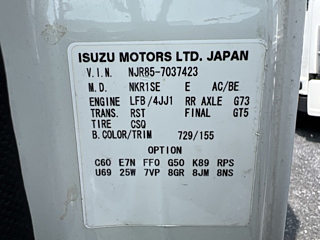 ISUZU MOTORS LTD. JAPAN
V.I.N. NJR85-7037423
M.D. NKR1SE E AC/BE
ENGINE LFB/4JJ1 RR AXLE G73
TRANS. RST FINAL GT5
TIRE CSQ
B.COLOR/TRIM 729/155
OPTION
C60 E7N FF0 G50 K89 RPS
U69 25W 7VP 8GR 8JM 8NS